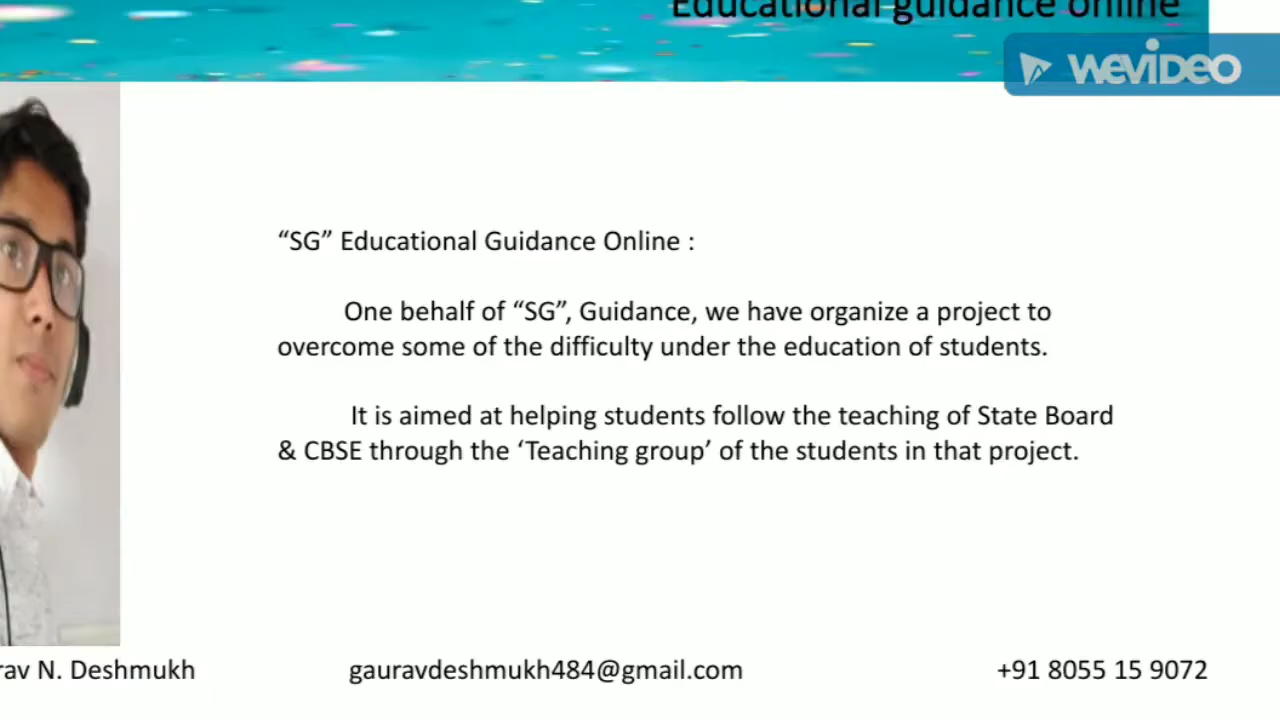 Educational guidance online
WEVIDEO
“SG” Educational Guidance Online :
One behalf of “SG”, Guidance, we have organize a project to
overcome some of the difficulty under the education of students.
It is aimed at helping students follow the teaching of State Board
& CBSE through the ‘Teaching group’ of the students in that project.
rav N. Deshmukh
gauravdeshmukh484@gmail.com
+91 8055 15 9072